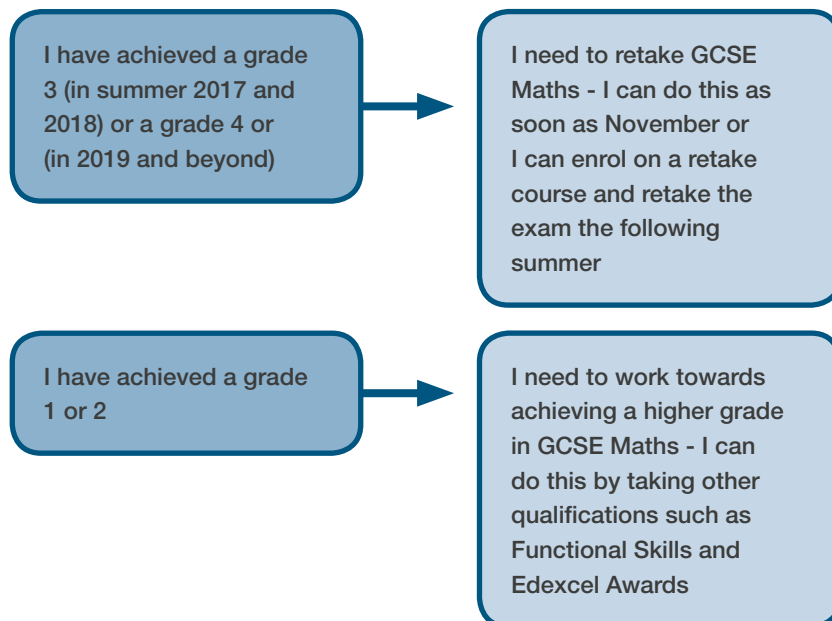 I have achieved a grade
3 (in summer 2017 and
2018) or a grade 4 or
(in 2019 and beyond)
I need to retake GCSE
Maths - I can do this as
soon as November or
I can enrol on a retake
course and retake the
exam the following
summer
I have achieved a grade
1 or 2
I need to work towards
achieving a higher grade
in GCSE Maths - I can
do this by taking other
qualifications such as
Functional Skills and
Edexcel Awards